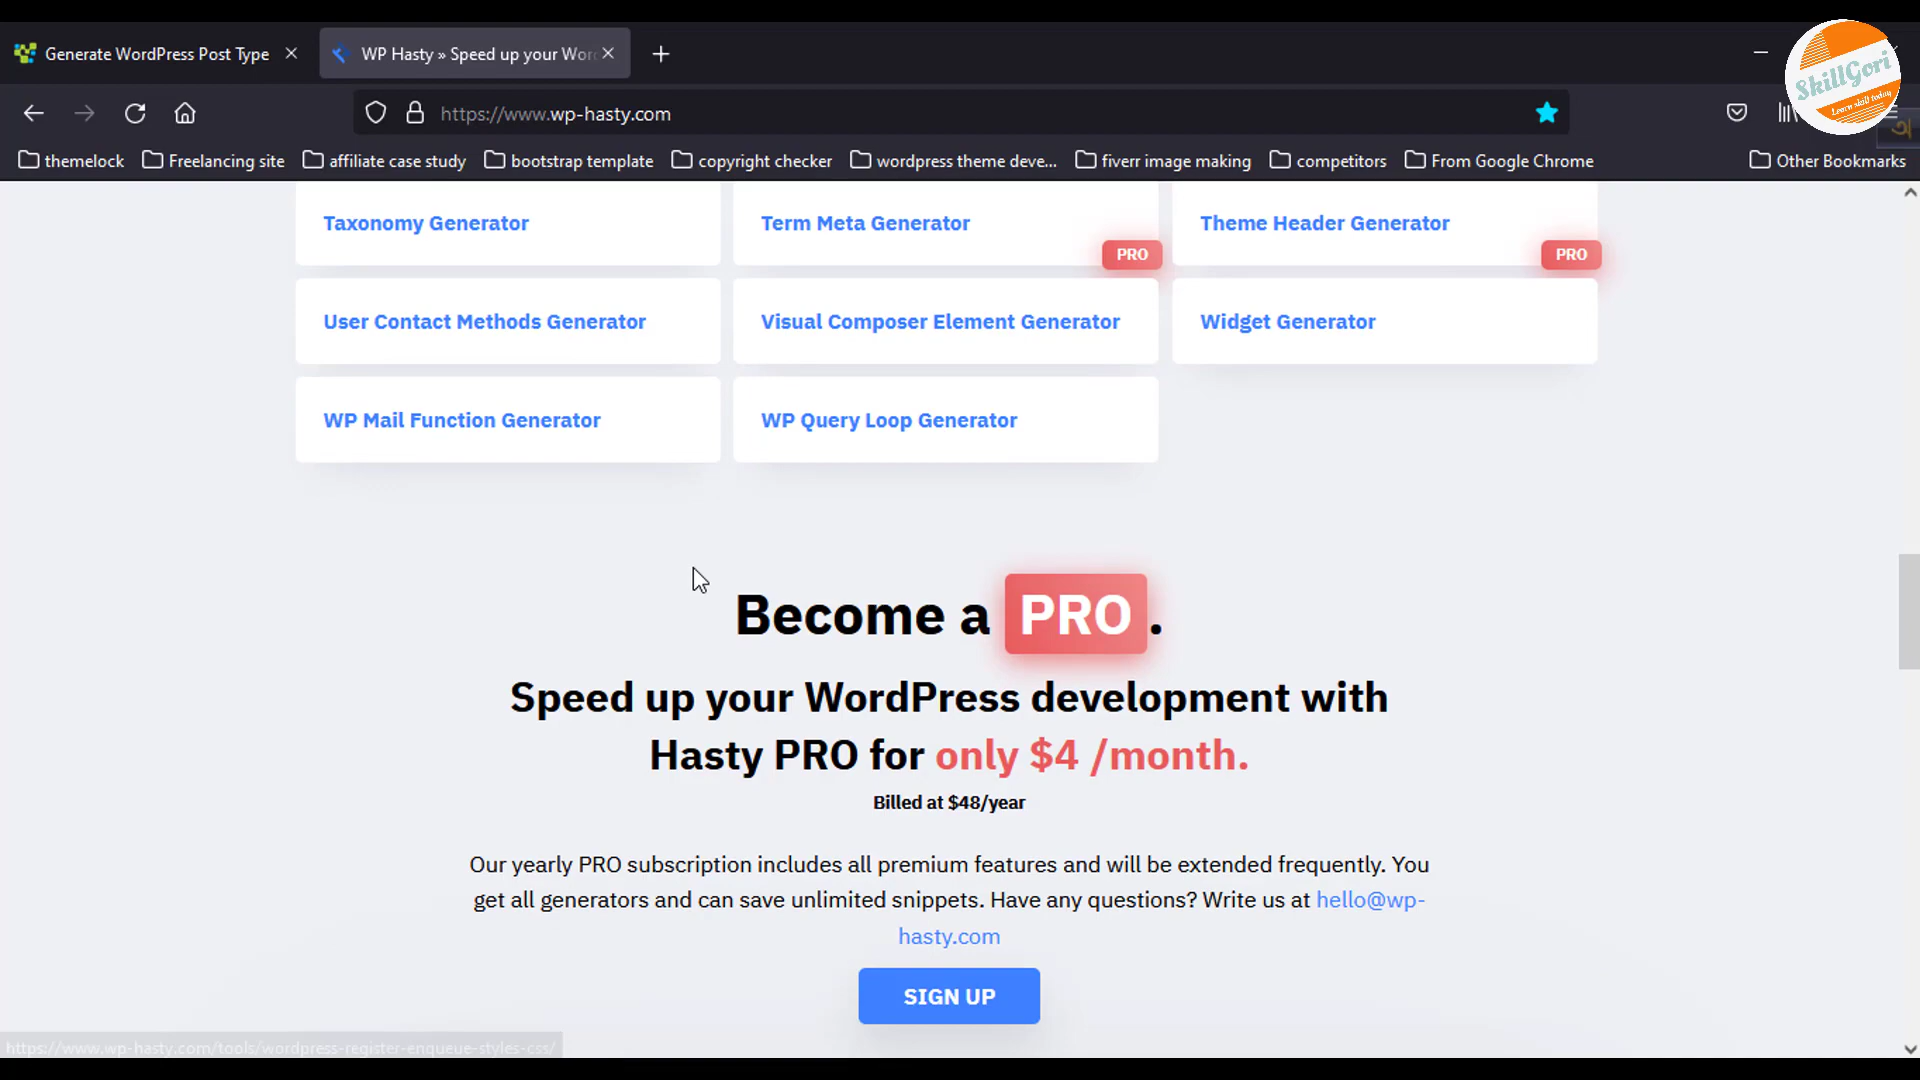 Generate WordPress Post Type
WP Hasty » Speed up your Wor
SkillGori
Learn skill today
https://www.wp-hasty.com
themelock
Freelancing site
affiliate case study
bootstrap template
copyright checker
wordpress theme deve...
fiverr image making
competitors
From Google Chrome
Other Bookmarks
Taxonomy Generator
Term Meta Generator
Theme Header Generator
PRO
PRO
User Contact Methods Generator
Visual Composer Element Generator
Widget Generator
WP Mail Function Generator
WP Query Loop Generator
Become a PRO.
Speed up your WordPress development with
Hasty PRO for only $4 /month.
Billed at $48/year
Our yearly PRO subscription includes all premium features and will be extended frequently. You
get all generators and can save unlimited snippets. Have any questions? Write us at hello@wp-
hasty.com
SIGN UP
https://www.wp-hasty.com/tools/wordpress-register-enqueue-styles-css/